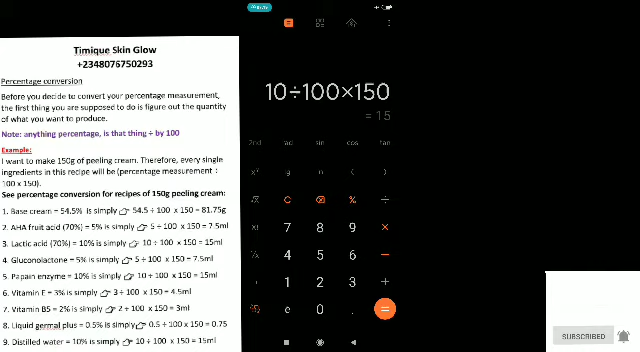 Timique Skin Glow
+2348076750293
Percentage conversion
Before you decide to convert your percentage measurement,
the first thing you are supposed to do is figure out the quantity
of what you want to produce.
Note: anything percentage, is that thing ÷ by 100
Example:
I want to make 150g of peeling cream. Therefore, every single
ingredients in this recipe will be (percentage measurement ÷
100 x 150).
See percentage conversion for recipes of 150g peeling cream:
1. Base cream = 54.5% is simply 👉 54.5 ÷ 100 x 150 = 81.75g
2. AHA fruit acid (70%) = 5% is simply 👉 5 ÷ 100 x 150 = 7.5ml
3. Lactic acid (70%) = 10% is simply 👉 10 ÷ 100 x 150 = 15ml
4. Gluconolactone = 5% is simply 👉 5 ÷ 100 x 150 = 7.5ml
5. Papain enzyme = 10% is simply 👉 10 ÷ 100 x 150 = 15ml
6. Vitamin E = 3% is simply 👉 3 ÷ 100 x 150 = 4.5ml
7. Vitamin B5 = 2% is simply 👉 2 ÷ 100 x 150 = 3ml
8. Liquid germal plus = 0.5% is simply 👉 0.5 ÷ 100 x 150 = 0.75
9. Distilled water = 10% is simply 👉 10 ÷ 100 x 150 = 15ml
10÷100×150
= 15
2nd sin cos tan
( )
C % ÷
7 8 9 ×
4 5 6 −
1 2 3 +
e 0 . =
SUBSCRIBED